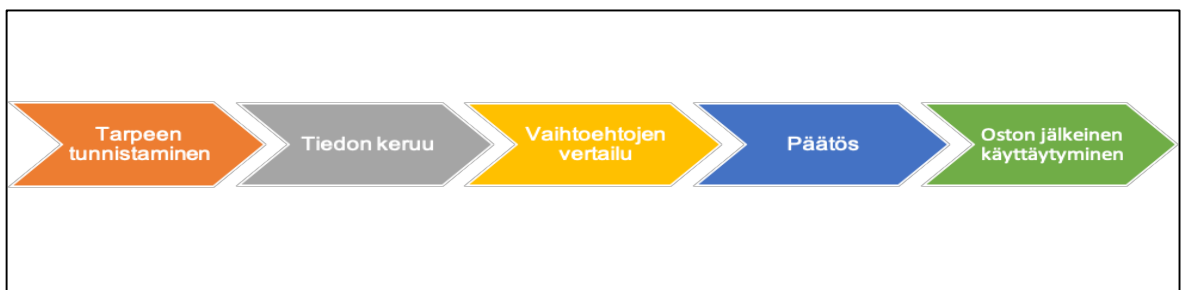 Tarpeen
tunnistaminen
Tiedon keruu
Vaihtoehtojen
vertailu
Päätös
Oston jälkeinen
käyttäytyminen